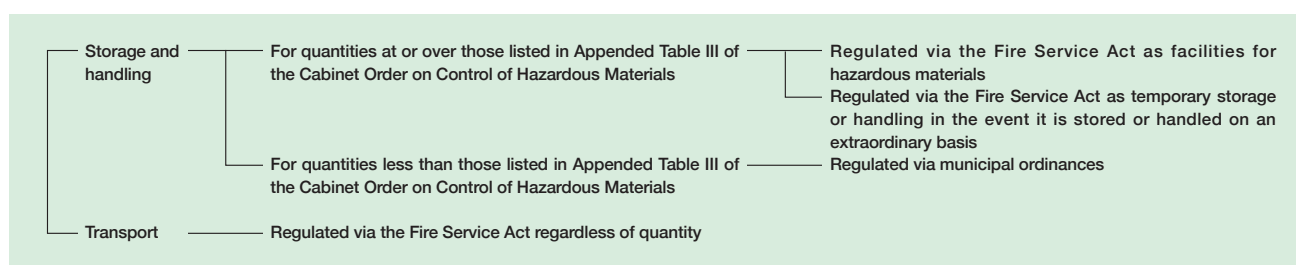 Storage and
handling
For quantities at or over those listed in Appended Table III of
the Cabinet Order on Control of Hazardous Materials
Regulated via the Fire Service Act as facilities for
hazardous materials
Regulated via the Fire Service Act as temporary storage
or handling in the event it is stored or handled on an
extraordinary basis
For quantities less than those listed in Appended Table III of
the Cabinet Order on Control of Hazardous Materials
Regulated via municipal ordinances
Transport
Regulated via the Fire Service Act regardless of quantity